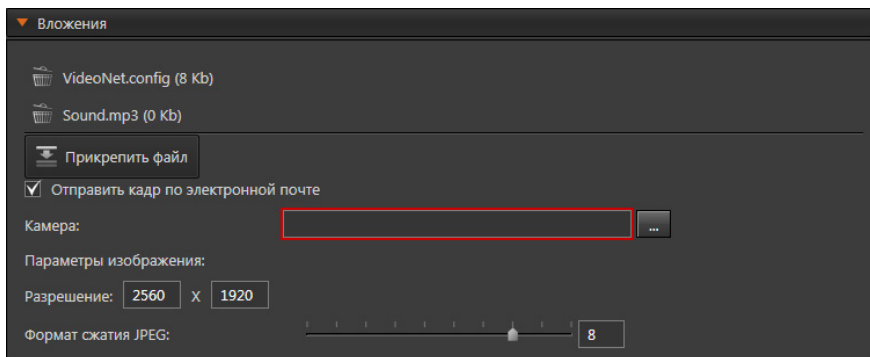 Вложения
VideoNet.config (8 Kb)
Sound.mp3 (0 Kb)
Прикрепить файл
Отправить кадр по электронной почте
Камера: ...
Параметры изображения:
Разрешение: 2560 X 1920
Формат сжатия JPEG: 8